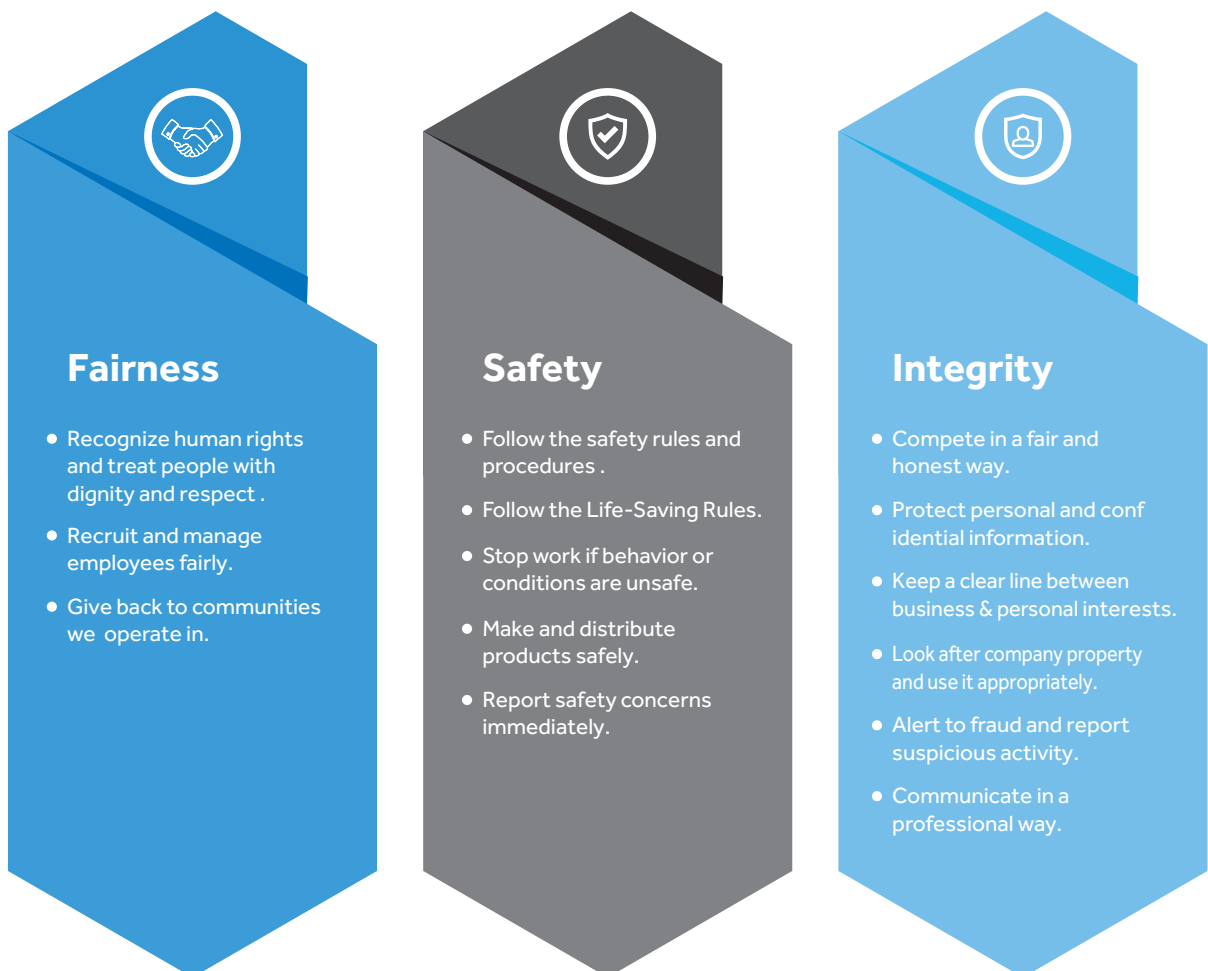 Fairness
Recognize human rights
and treat people with
dignity and respect .
Recruit and manage
employees fairly.
Give back to communities
we operate in.
Safety
Follow the safety rules and
procedures .
Follow the Life-Saving Rules.
Stop work if behavior or
conditions are unsafe.
Make and distribute
products safely.
Report safety concerns
immediately.
Integrity
Compete in a fair and
honest way.
Protect personal and conf
idential information.
Keep a clear line between
business & personal interests.
Look after company property
and use it appropriately.
Alert to fraud and report
suspicious activity.
Communicate in a
professional way.